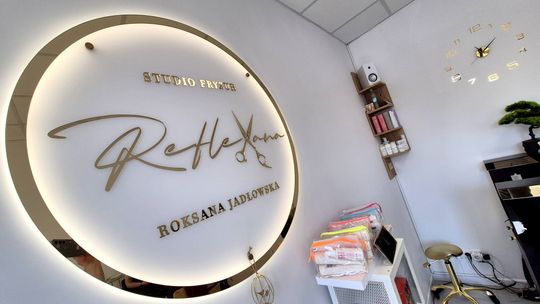 STUDIO FRYZUR
Reflexana
ROKSANA JADŁOWSKA